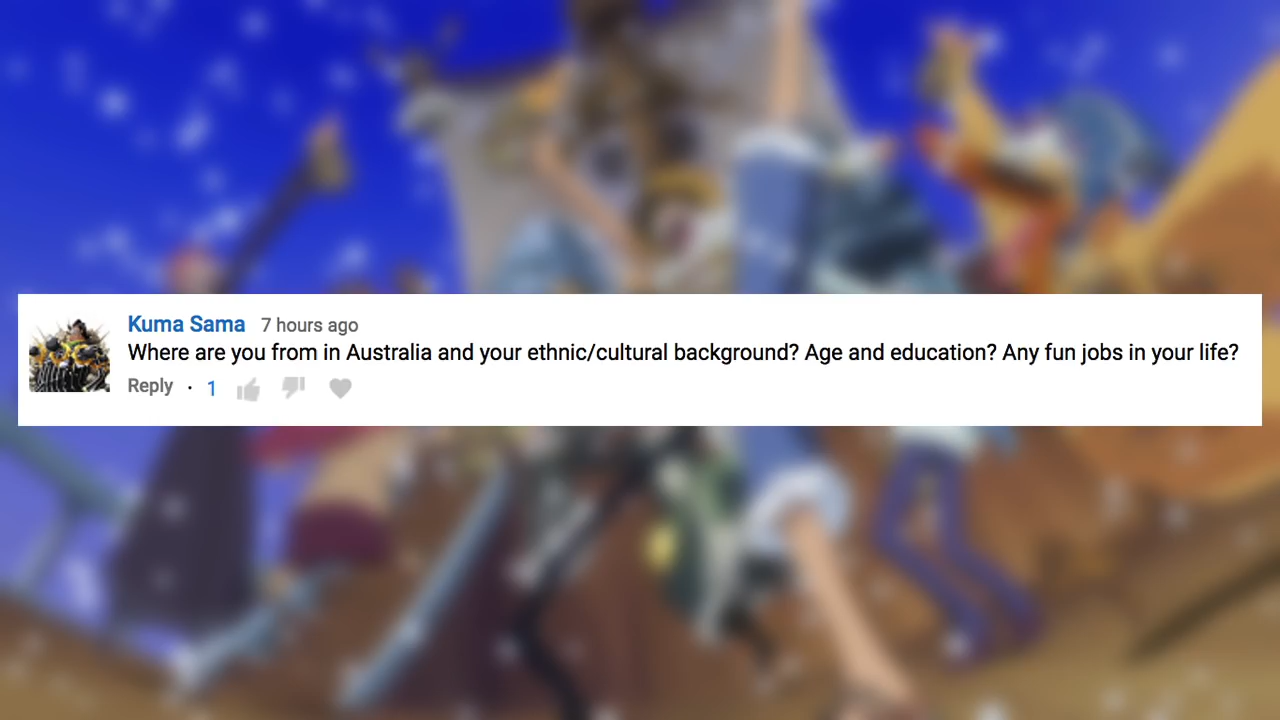 Kuma Sama 7 hours ago
Where are you from in Australia and your ethnic/cultural background? Age and education? Any fun jobs in your life?
Reply · 1